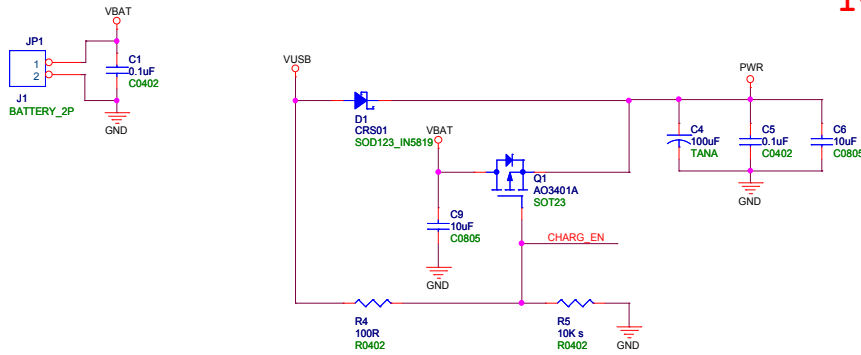 VBAT
JP1
1
2
J1
BATTERY_2P
C1
0.1uF
C0402
GND
VUSB
D1
CRS01
SOD123_IN5819
VBAT
Q1
AO3401A
SOT23
C9
10uF
C0805
GND
CHARG_EN
R4
100R
R0402
R5
10K s
R0402
GND
PWR
C4
100uF
TANA
C5
0.1uF
C0402
C6
10uF
C0805
GND